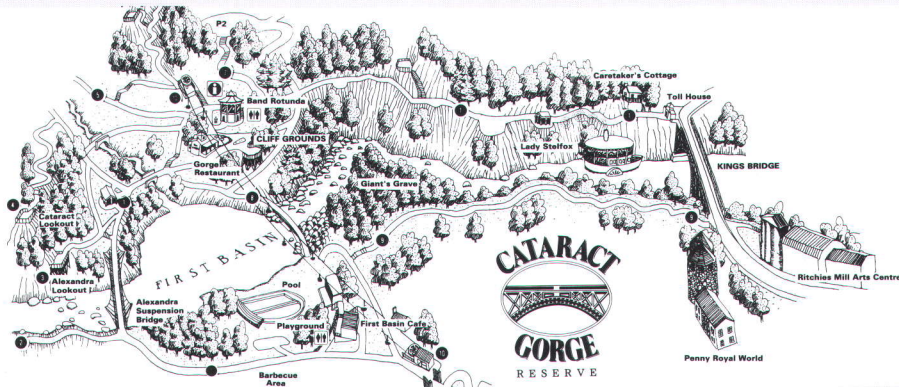 P2
Caretaker's Cottage
Toll House
Band Rotunda
CLIFF GROUNDS
Lady Stelfox
Gorge Restaurant
KINGS BRIDGE
Giant's Grave
Cataract
Lookout
FIRST BASIN
Alexandra
Lookout
CATARACT
GORGE
RESERVE
Ritchies Mill Arts Centre
Pool
Alexandra
Suspension
Bridge
Playground
First Basin Cafe
10
Penny Royal World
Barbecue
Area